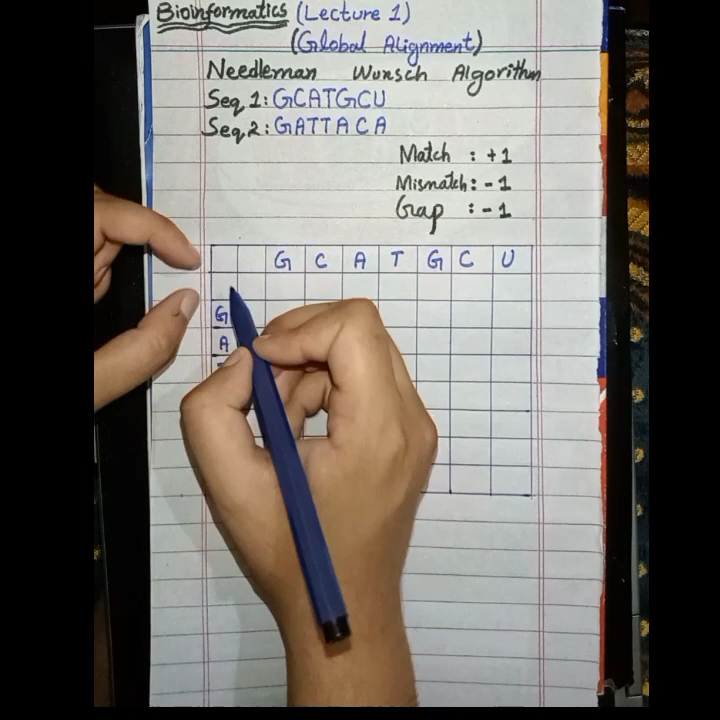 Bioinformatics (Lecture 1)
(Global Alignment)
Needleman Wunsch Algorithm
Seq 1: GCATGCU
Seq 2: GATTACA
Match : +1
Mismatch : -1
Gap : -1
G C A T G C U
G
A